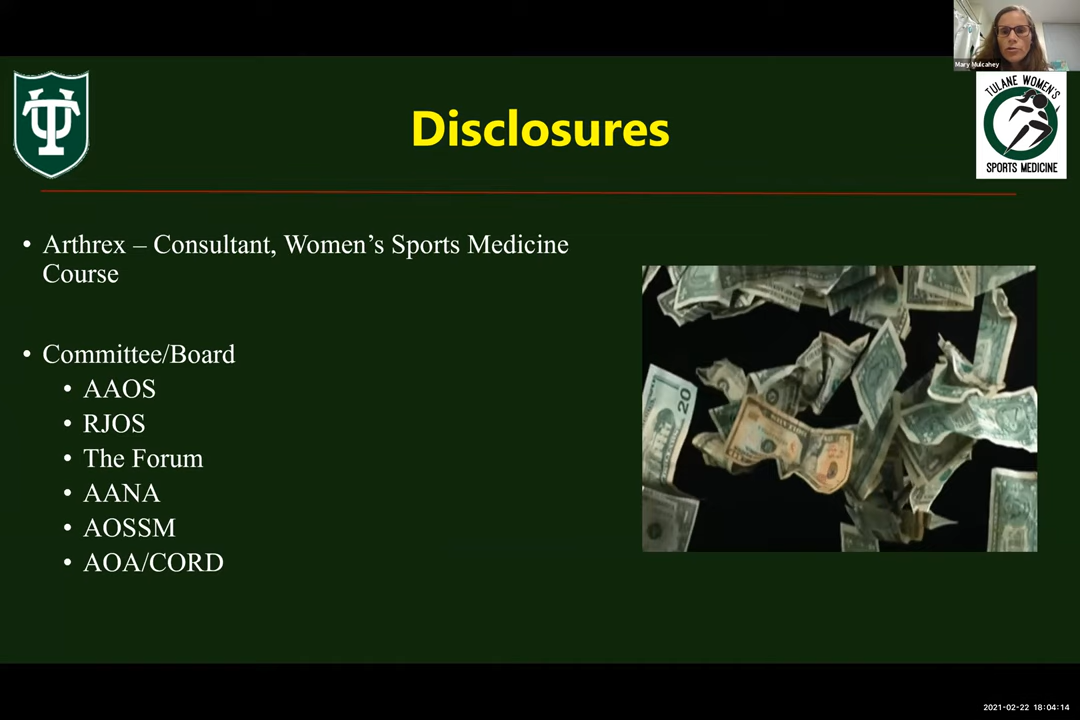 Mary Mulcahey
TULANE WOMEN'S
SPORTS MEDICINE
Disclosures
• Arthrex – Consultant, Women's Sports Medicine
Course
• Committee/Board
• AAOS
• RJOS
• The Forum
• AANA
• AOSSM
• AOA/CORD
20
2021-02-22 18:04:14